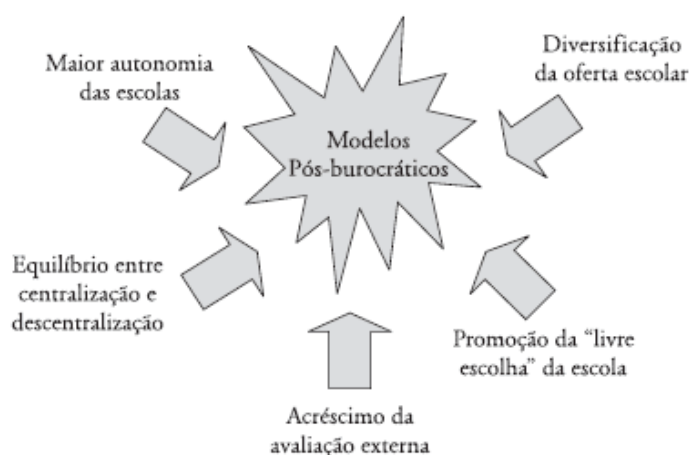 Maior autonomia
das escolas
Diversificação
da oferta escolar
Modelos
Pós-burocráticos
Equilíbrio entre
centralização e
descentralização
Promoção da “livre
escolha” da escola
Acréscimo da
avaliação externa